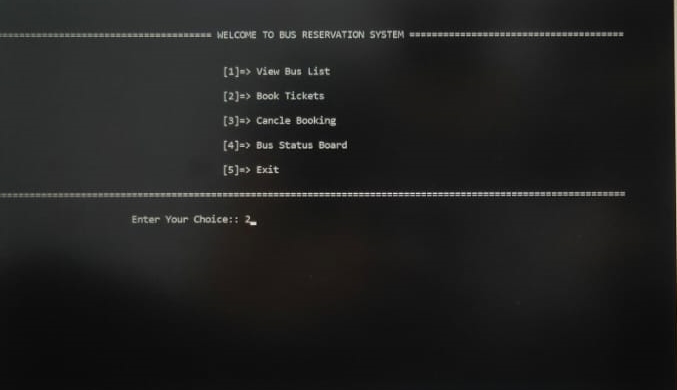 ===================================== WELCOME TO BUS RESERVATION SYSTEM =====================================
[1]=> View Bus List
[2]=> Book Tickets
[3]=> Cancle Booking
[4]=> Bus Status Board
[5]=> Exit
=============================================================================================================
Enter Your Choice:: 2_